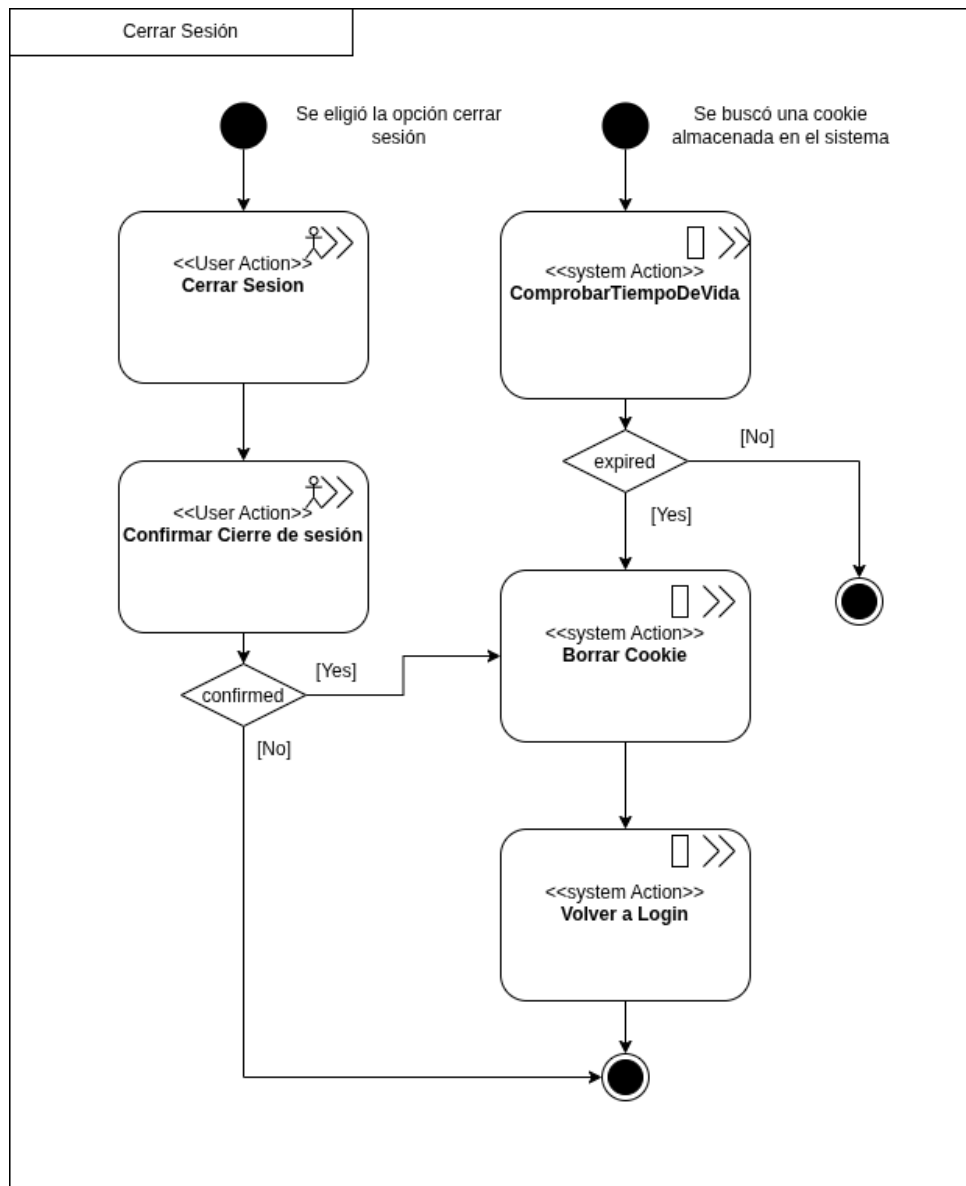 Cerrar Sesión
Se eligió la opción cerrar
sesión
Se buscó una cookie
almacenada en el sistema
<<User Action>>
Cerrar Sesion
<<system Action>>
ComprobarTiempoDeVida
expired
[No]
[Yes]
<<User Action>>
Confirmar Cierre de sesión
confirmed
[Yes]
[No]
<<system Action>>
Borrar Cookie
<<system Action>>
Volver a Login